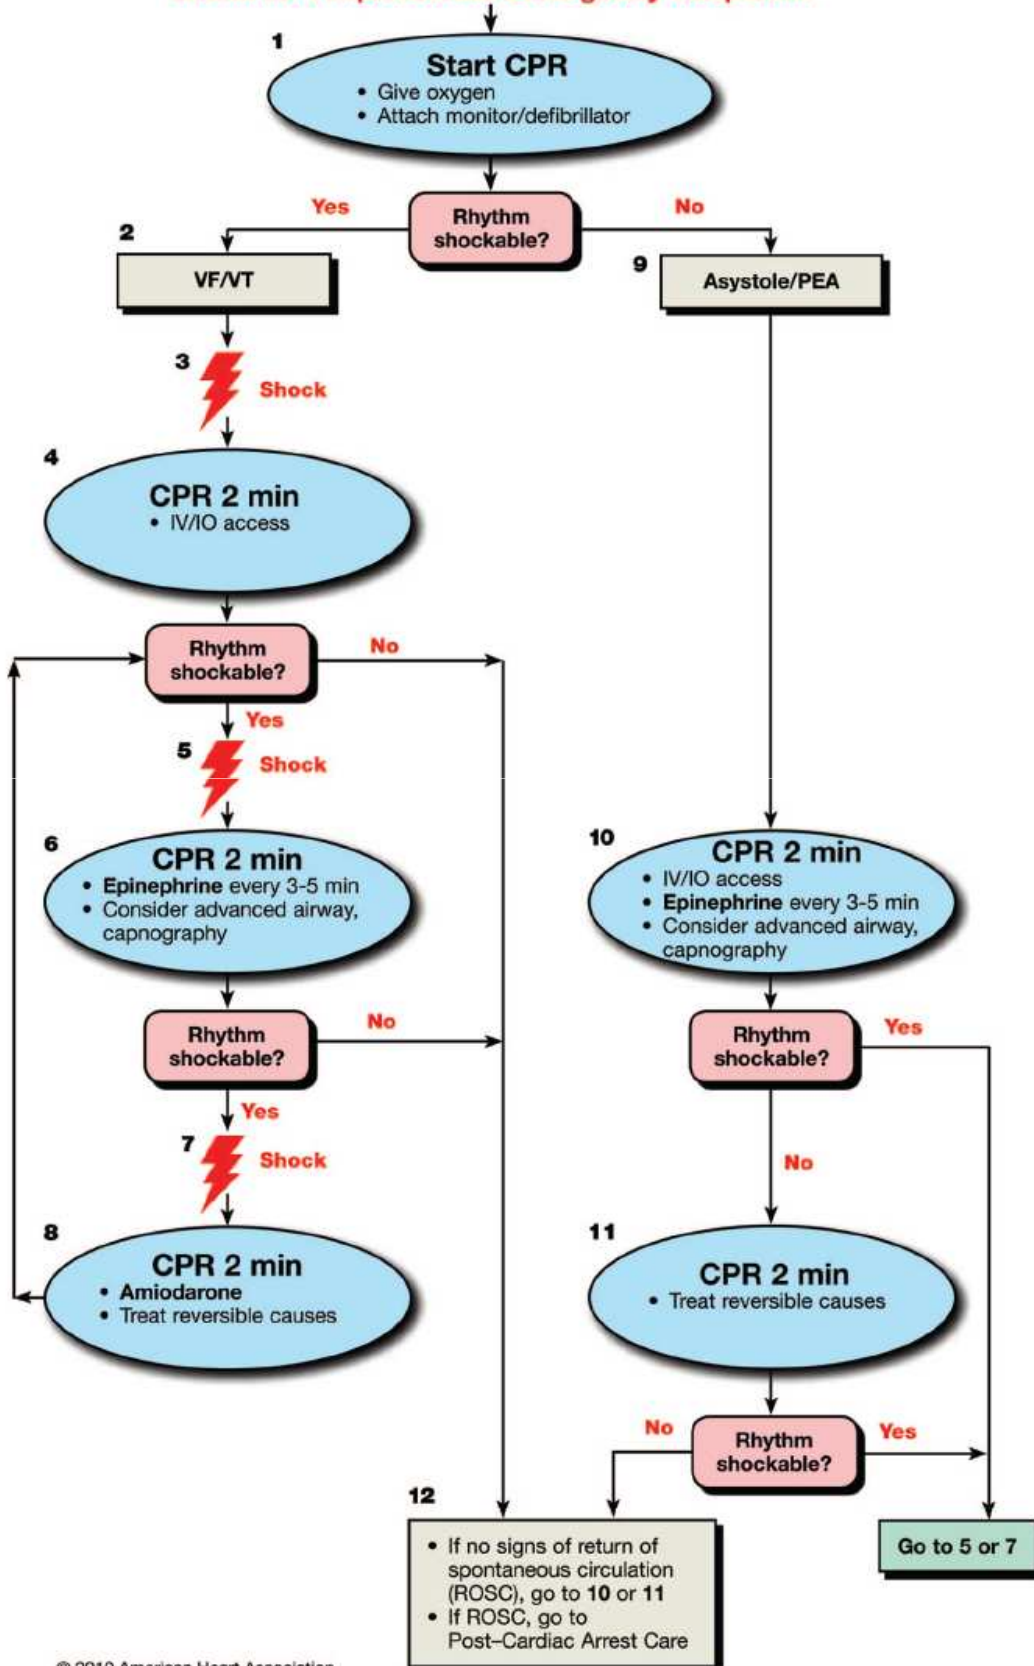 1
Start CPR
• Give oxygen
• Attach monitor/defibrillator
Yes
Rhythm
shockable?
No
2
VF/VT
9
Asystole/PEA
3
Shock
4
CPR 2 min
• IV/IO access
Rhythm
shockable?
No
Yes
5
Shock
6
CPR 2 min
• Epinephrine every 3-5 min
• Consider advanced airway,
capnography
10
CPR 2 min
• IV/IO access
• Epinephrine every 3-5 min
• Consider advanced airway,
capnography
Rhythm
shockable?
No
Rhythm
shockable?
Yes
Yes
7
Shock
No
8
CPR 2 min
• Amiodarone
• Treat reversible causes
11
CPR 2 min
• Treat reversible causes
No
Rhythm
shockable?
Yes
12
• If no signs of return of
spontaneous circulation
(ROSC), go to 10 or 11
• If ROSC, go to
Post–Cardiac Arrest Care
Go to 5 or 7
American Heart Association